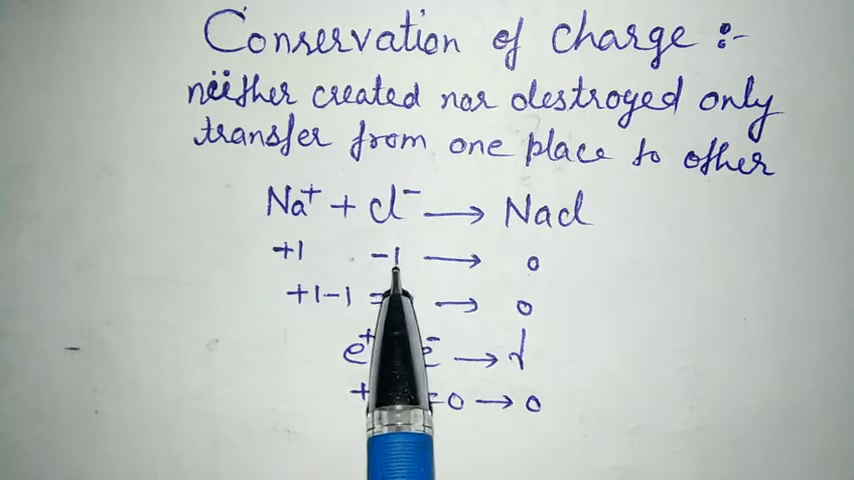 Conservation of charge :-
neither created nor destroyed only
transfer from one place to other
Na⁺ + Cl⁻ → Nacl
+1 -1 → 0
+1-1 = → 0
e⁺ e⁻ → γ
+ =0 → 0